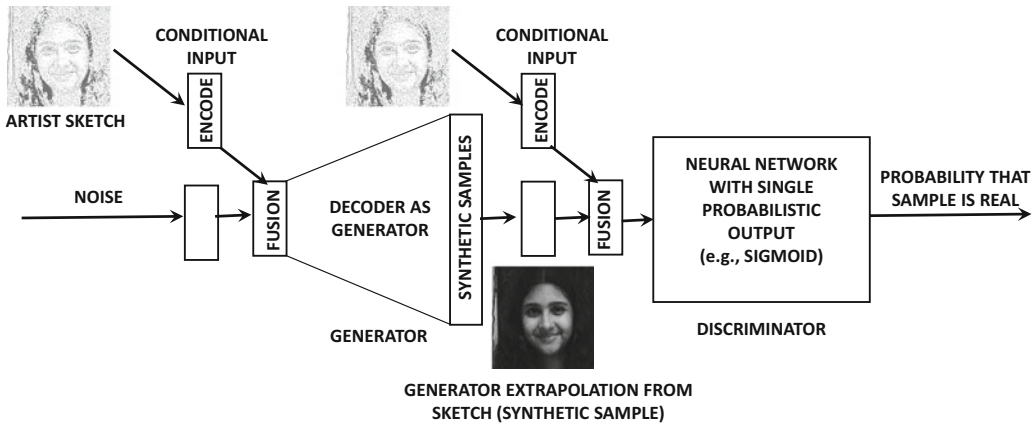 CONDITIONAL
INPUT
ENCODE
ARTIST SKETCH
NOISE
FUSION
DECODER AS
GENERATOR
SYNTHETIC SAMPLES
GENERATOR
CONDITIONAL
INPUT
ENCODE
FUSION
NEURAL NETWORK
WITH SINGLE
PROBABILISTIC
OUTPUT
(e.g., SIGMOID)
DISCRIMINATOR
PROBABILITY THAT
SAMPLE IS REAL
GENERATOR EXTRAPOLATION FROM
SKETCH (SYNTHETIC SAMPLE)